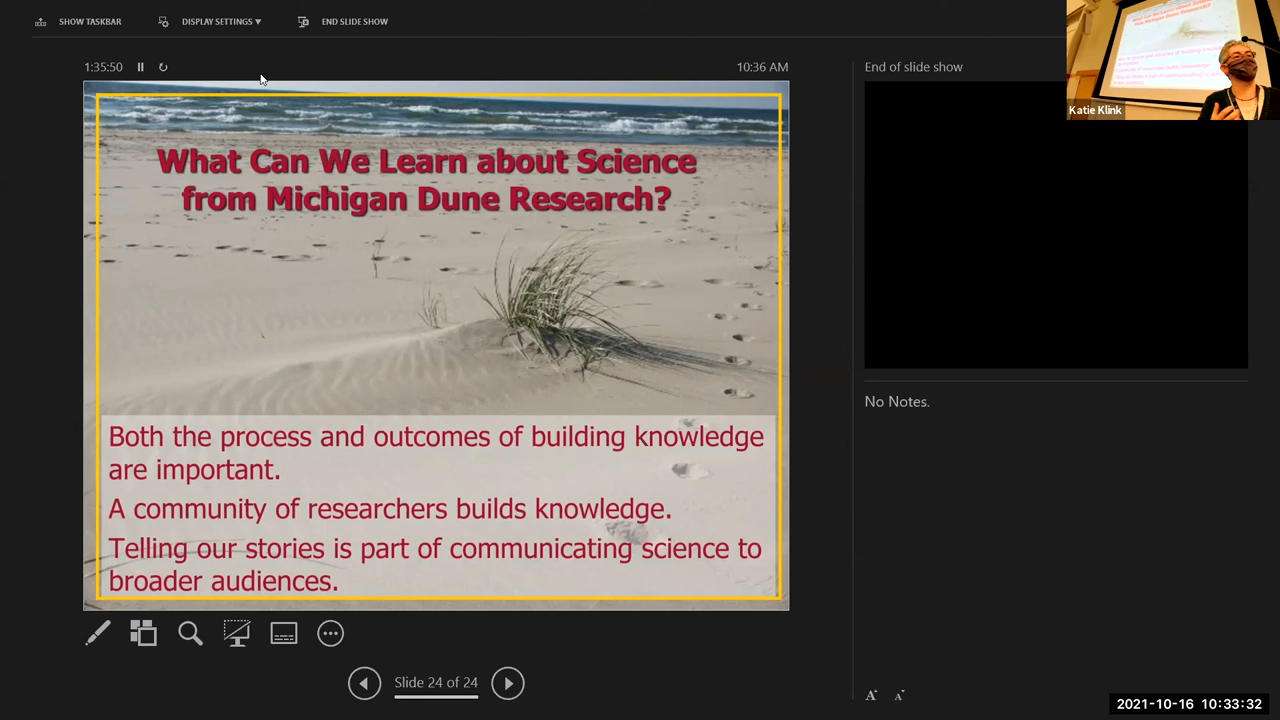 SHOW TASKBAR
DISPLAY SETTINGS ▼
END SLIDE SHOW
1:35:50
10:36 AM
What Can We Learn about Science
from Michigan Dune Research?
Both the process and outcomes of building knowledge
are important.
A community of researchers builds knowledge.
Telling our stories is part of communicating science to
broader audiences.
Slide 24 of 24
End of slide show
No Notes.
A A
Katie Klink
2021-10-16 10:33:32